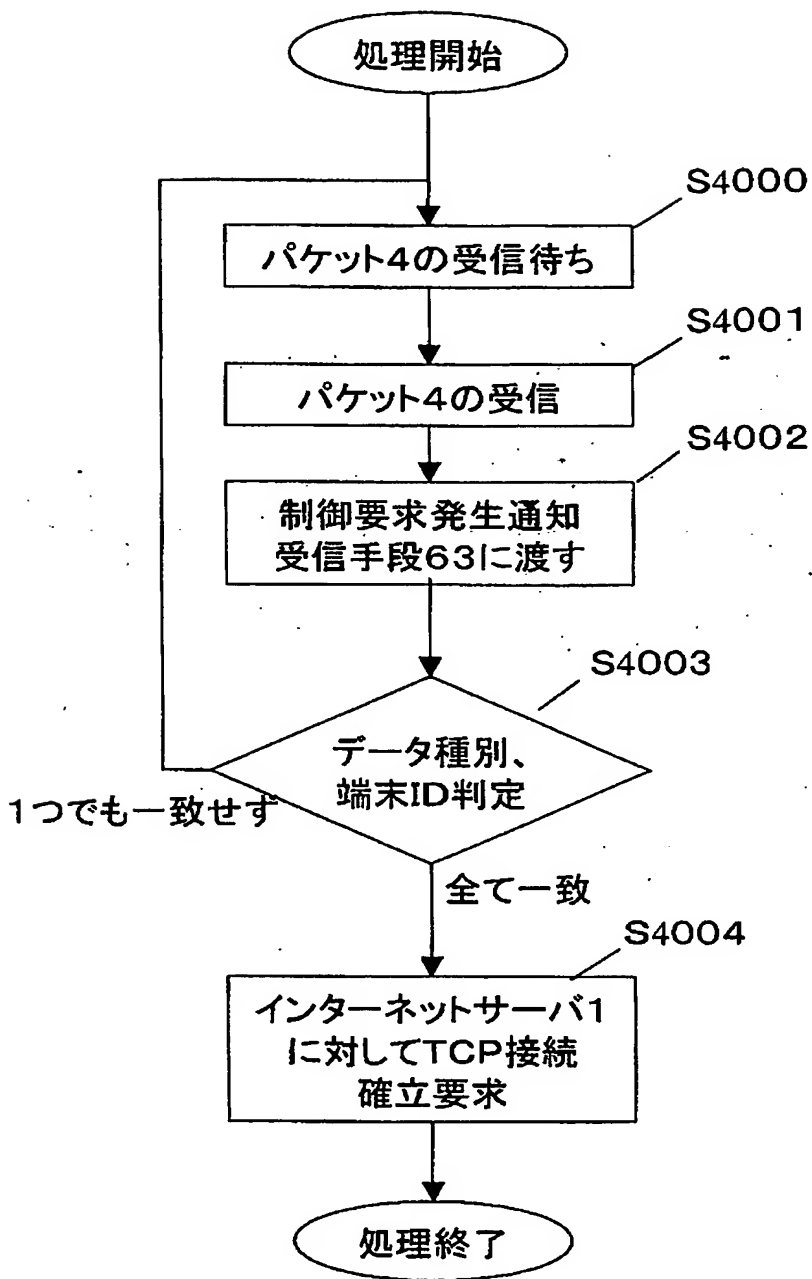 処理開始
S4000
パケット4の受信待ち
S4001
パケット4の受信
S4002
制御要求発生通知
受信手段63に渡す
S4003
データ種別、
端末ID判定
1つでも一致せず
全て一致
S4004
インターネットサーバ1
に対してTCP接続
確立要求
処理終了